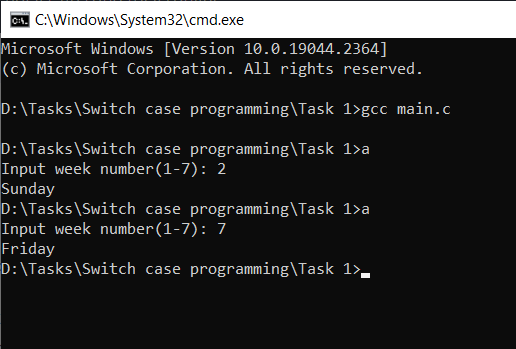 C:\Windows\System32\cmd.exe
Microsoft Windows [Version 10.0.19044.2364]
(c) Microsoft Corporation. All rights reserved.
D:\Tasks\Switch case programming\Task 1>gcc main.c
D:\Tasks\Switch case programming\Task 1>a
Input week number(1-7): 2
Sunday
D:\Tasks\Switch case programming\Task 1>a
Input week number(1-7): 7
Friday
D:\Tasks\Switch case programming\Task 1>